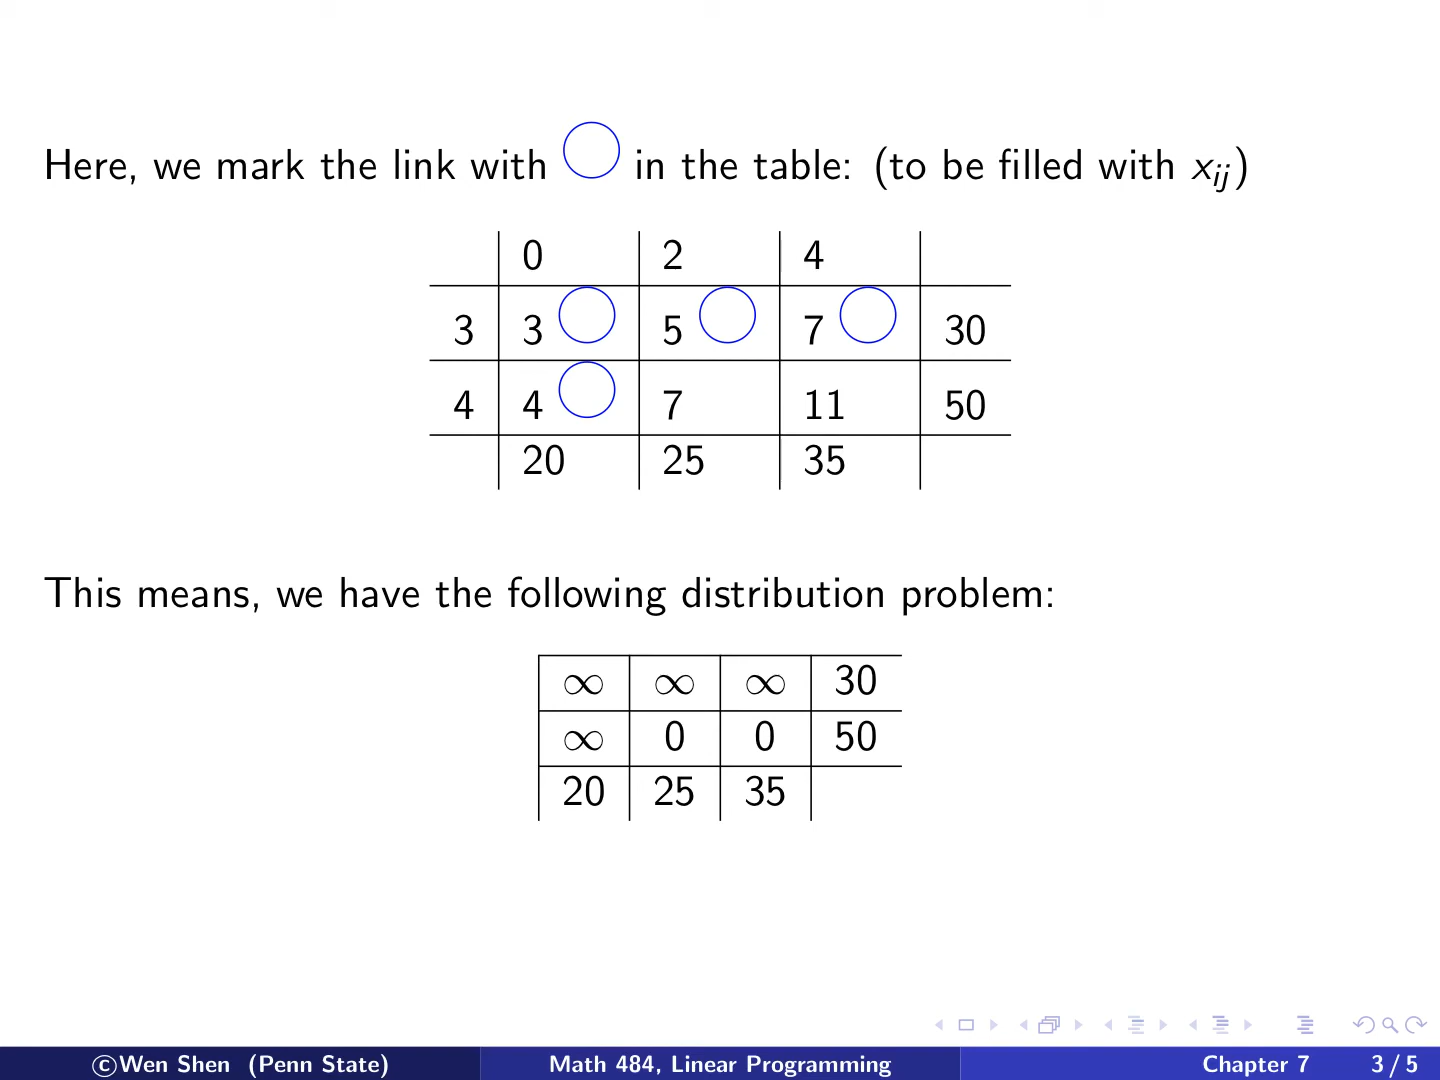 Here, we mark the link with in the table: (to be filled with xij)
0 2 4
3 3 5 7 30
4 4 7 11 50
20 25 35
This means, we have the following distribution problem:
∞ ∞ ∞ 30
∞ 0 0 50
20 25 35
©Wen Shen (Penn State) Math 484, Linear Programming Chapter 7 3 / 5